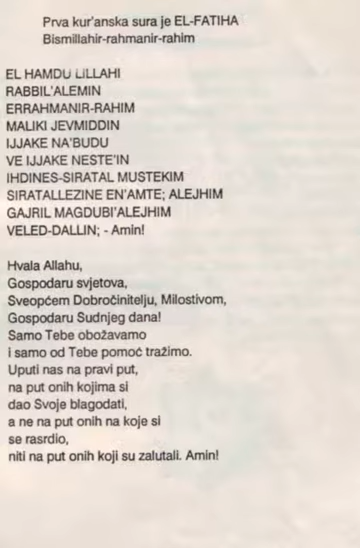 Prva kur'anska sura je EL-FATIHA
Bismillahir-rahmanir-rahim
EL HAMDU LILLAHI
RABBIL'ALEMIN
ERRAHMANIR-RAHIM
MALIKI JEVMIDDIN
IJJAKE NA'BUDU
VE IJJAKE NESTE'IN
IHDINES-SIRATAL MUSTEKIM
SIRATALLEZINE EN'AMTE; ALEJHIM
GAJRIL MAGDUBI'ALEJHIM
VELED-DALLIN; - Amin!
Hvala Allahu,
Gospodaru svjetova,
Sveopćem Dobročinitelju, Milostivom,
Gospodaru Sudnjeg dana!
Samo Tebe obožavamo
i samo od Tebe pomoć tražimo.
Uputi nas na pravi put,
na put onih kojima si
dao Svoje blagodati,
a ne na put onih na koje si
se rasrdio,
niti na put onih koji su zalutali. Amin!